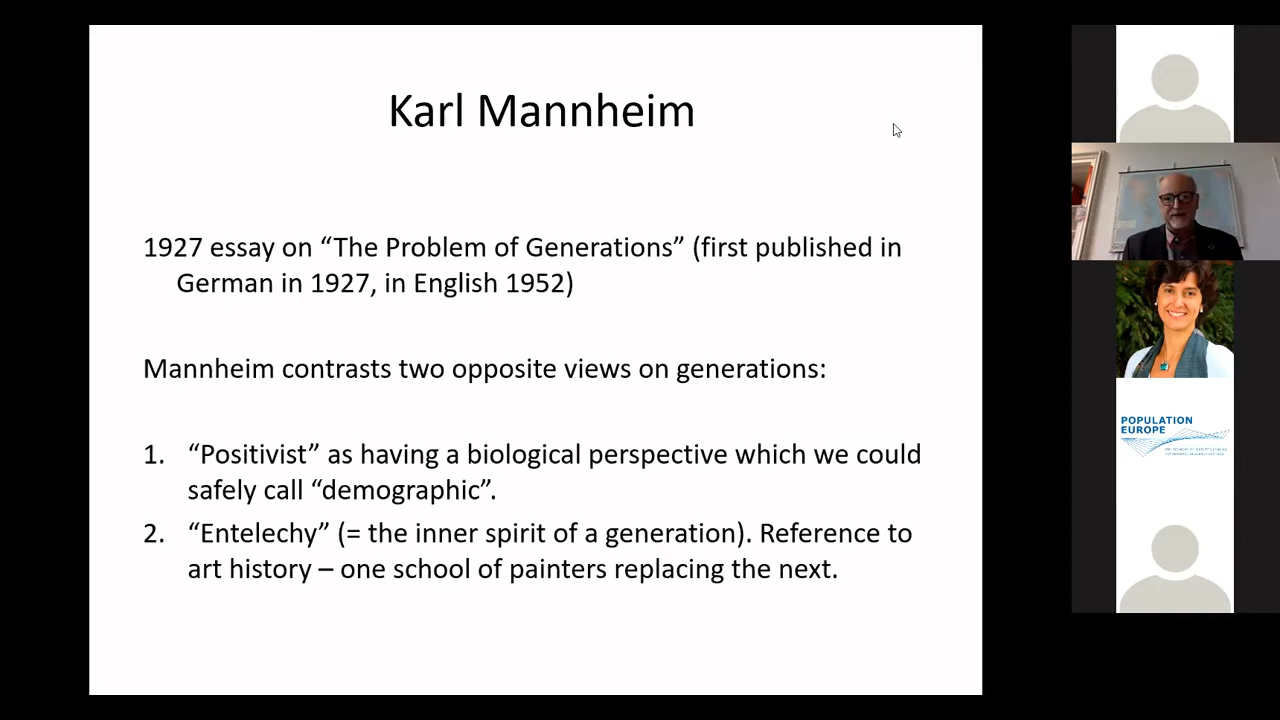 Karl Mannheim
1927 essay on “The Problem of Generations” (first published in
German in 1927, in English 1952)
Mannheim contrasts two opposite views on generations:
1. “Positivist” as having a biological perspective which we could
safely call “demographic”.
2. “Entelechy” (= the inner spirit of a generation). Reference to
art history – one school of painters replacing the next.
POPULATION
EUROPE